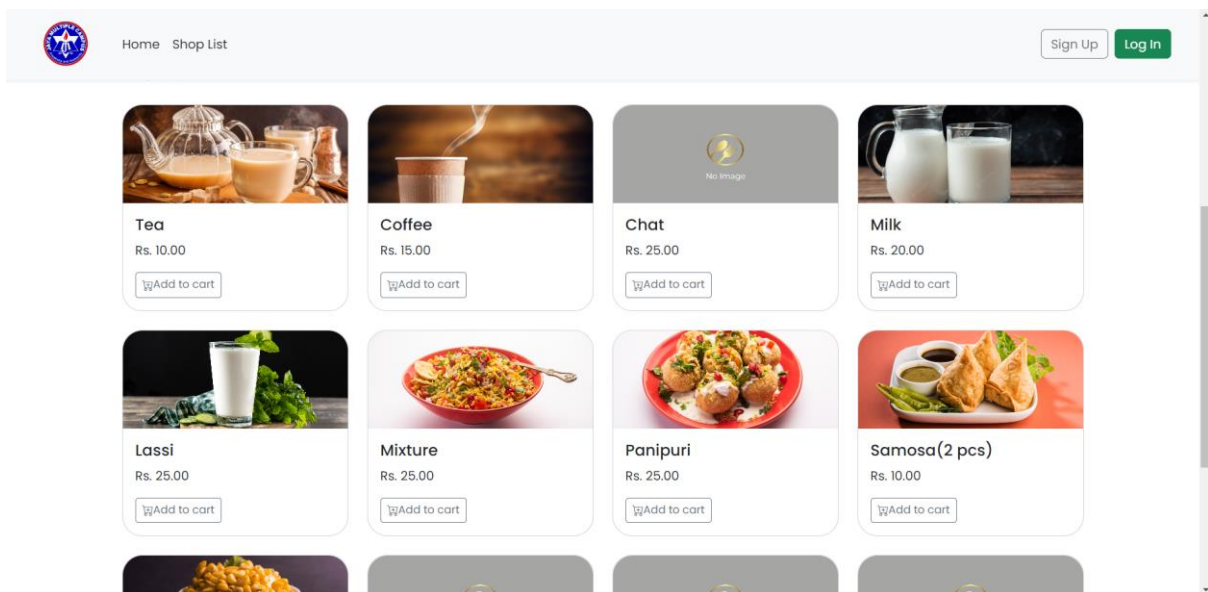 Home Shop List Sign Up Log In
No Image
Tea Coffee Chat Milk
Rs. 10.00 Rs. 15.00 Rs. 25.00 Rs. 20.00
Add to cart Add to cart Add to cart Add to cart
Lassi Mixture Panipuri Samosa(2 pcs)
Rs. 25.00 Rs. 25.00 Rs. 25.00 Rs. 10.00
Add to cart Add to cart Add to cart Add to cart